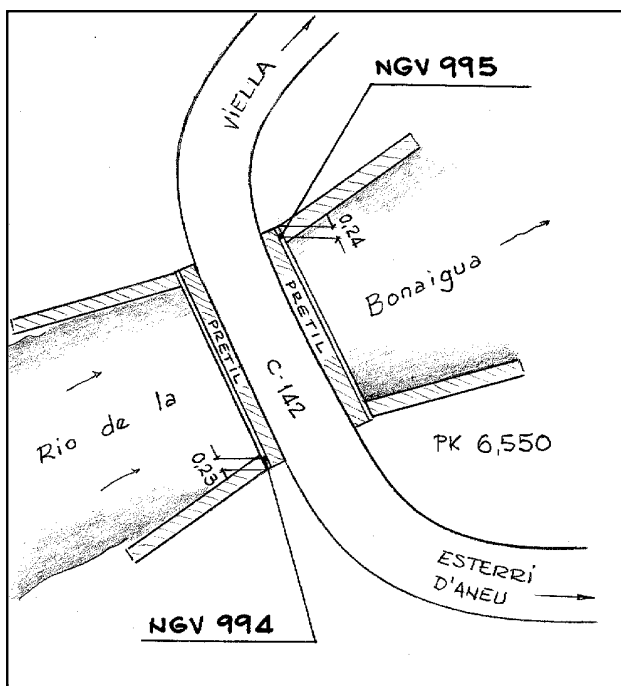 NGV 995
VIELLA
0,24
PRETIL
Bonaigua
PRETIL
C-142
Rio de la
PK 6,550
0,23
ESTERRI
D'ANEU
NGV 994